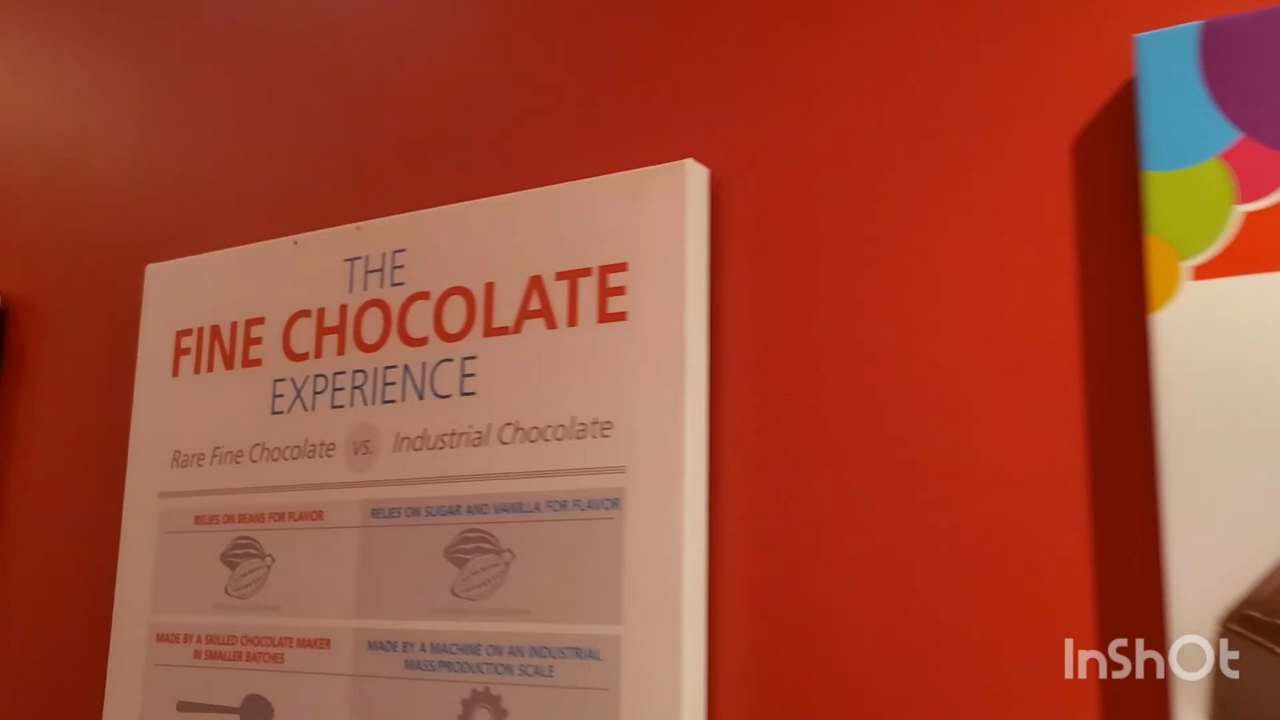 THE
FINE CHOCOLATE
EXPERIENCE
Rare Fine Chocolate vs. Industrial Chocolate
RELIES ON BEANS FOR FLAVOR
RELIES ON SUGAR AND VANILLA FOR FLAVOR
MADE BY A SKILLED CHOCOLATE MAKER
IN SMALLER BATCHES
MADE BY A MACHINE ON AN INDUSTRIAL
MASS PRODUCTION SCALE
InShOt